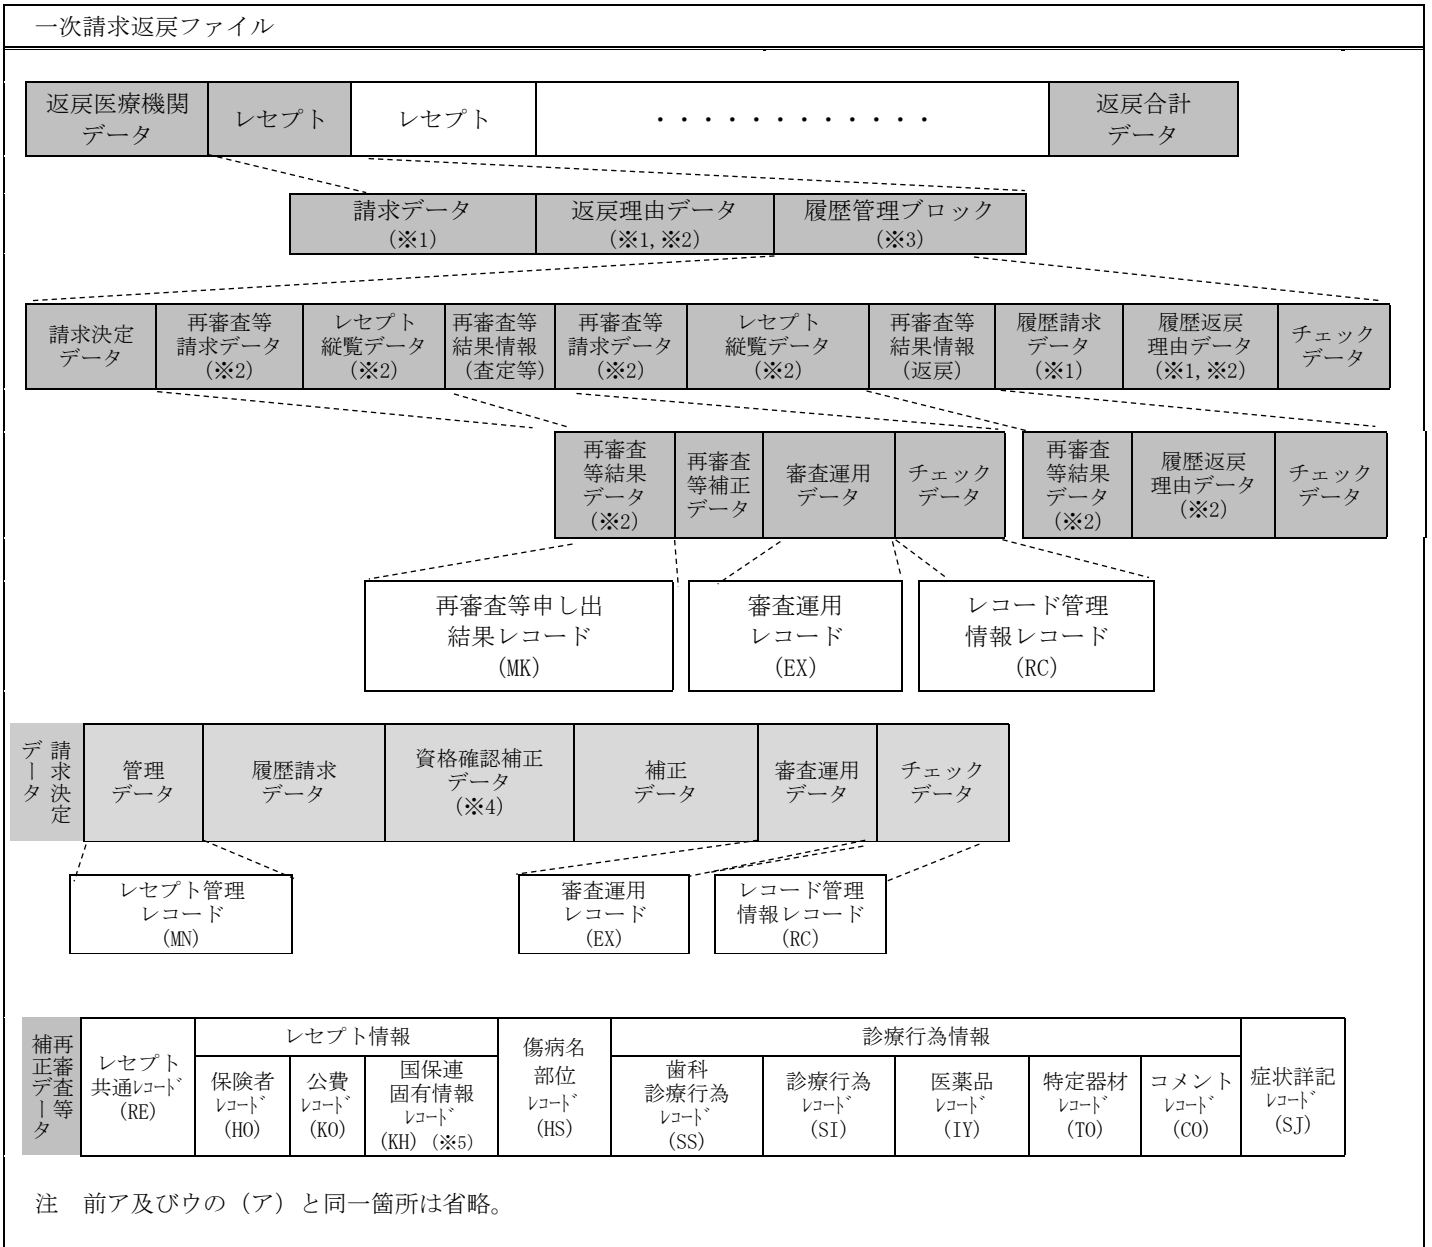 一次請求返戻ファイル
返戻医療機関
データ
レセプト
レセプト
・・・・・・・・・・・・
返戻合計
データ
請求データ
(※1)
返戻理由データ
(※1,※2)
履歴管理ブロック
(※3)
請求決定
データ
再審査等
請求データ
(※2)
レセプト
縦覧データ
(※2)
再審査等
結果情報
(査定等)
再審査等
請求データ
(※2)
レセプト
縦覧データ
(※2)
再審査等
結果情報
(返戻)
履歴請求
データ
(※1)
履歴返戻
理由データ
(※1,※2)
チェック
データ
再審査
等結果
データ
(※2)
再審査
等補正
データ
審査運用
データ
チェック
データ
再審査
等結果
データ
(※2)
履歴返戻
理由データ
(※2)
チェック
データ
再審査等申し出
結果レコード
(MK)
審査運用
レコード
(EX)
レコード管理
情報レコード
(RC)
請求決定
データ
管理
データ
履歴請求
データ
資格確認補正
データ
(※4)
補正
データ
審査運用
データ
チェック
データ
レセプト管理
レコード
(MN)
審査運用
レコード
(EX)
レコード管理
情報レコード
(RC)
再審査等
補正データ
レセプト
共通ﾚｺｰﾄﾞ
(RE)
レセプト情報
保険者
ﾚｺｰﾄﾞ
(HO)
公費
ﾚｺｰﾄﾞ
(KO)
国保連
固有情報
ﾚｺｰﾄﾞ
(KH) (※5)
傷病名
部位
ﾚｺｰﾄﾞ
(HS)
診療行為情報
歯科
診療行為
ﾚｺｰﾄﾞ
(SS)
診療行為
ﾚｺｰﾄﾞ
(SI)
医薬品
ﾚｺｰﾄﾞ
(IY)
特定器材
ﾚｺｰﾄﾞ
(TO)
コメント
ﾚｺｰﾄﾞ
(CO)
症状詳記
ﾚｺｰﾄﾞ
(SJ)
注　前ア及びウの（ア）と同一箇所は省略。